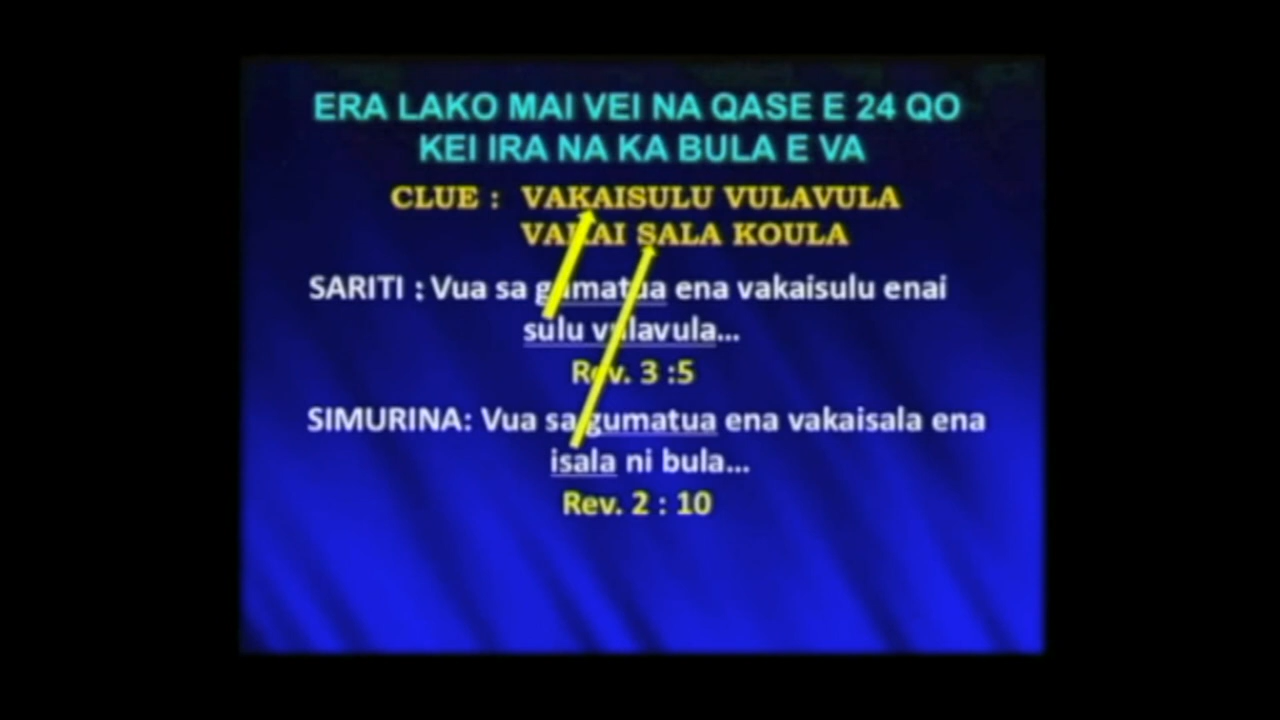 ERA LAKO MAI VEI NA QASE E 24 QO
KEI IRA NA KA BULA E VA
CLUE : VAKAISULU VULAVULA
VAKAI SALA KOULA
SARITI : Vua sa gumatua ena vakaisulu enai
sulu vulavula...
Rev. 3 :5
SIMURINA: Vua sa gumatua ena vakaisala ena
isala ni bula...
Rev. 2 : 10